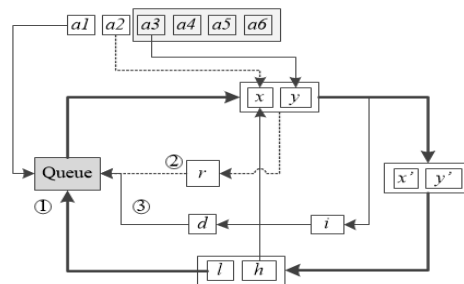 a1 a2 a3 a4 a5 a6
x y
②
Queue r x' y'
① ③
d i
l h